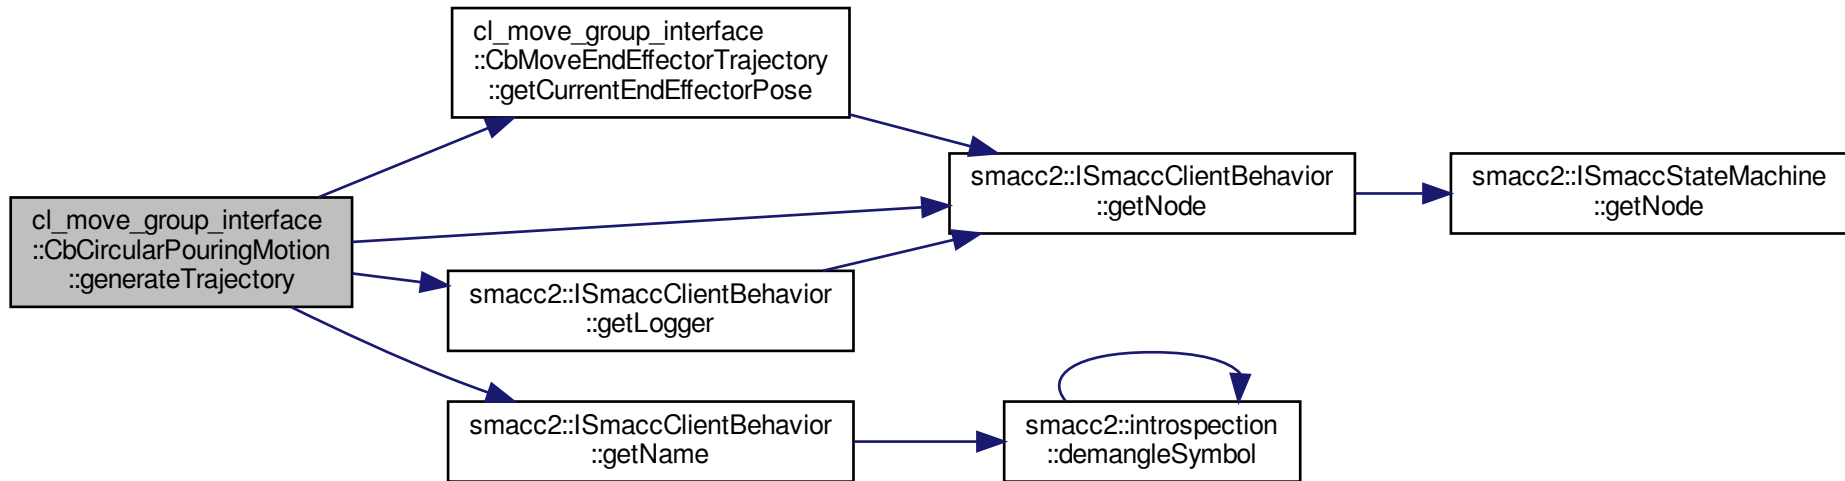 cl_move_group_interface
::CbCircularPouringMotion
::generateTrajectory
cl_move_group_interface
::CbMoveEndEffectorTrajectory
::getCurrentEndEffectorPose
smacc2::ISmaccClientBehavior
::getNode
smacc2::ISmaccStateMachine
::getNode
smacc2::ISmaccClientBehavior
::getLogger
smacc2::ISmaccClientBehavior
::getName
smacc2::introspection
::demangleSymbol